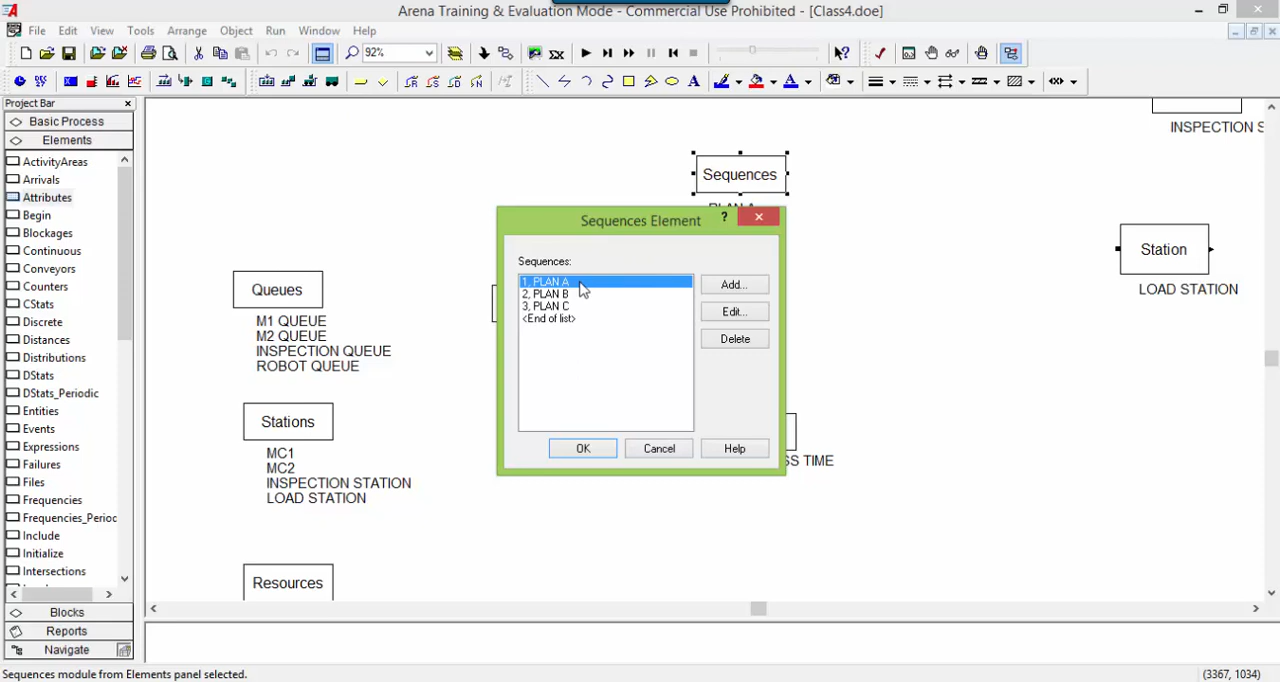 Arena Training & Evaluation Mode - Commercial Use Prohibited - [Class4.doe]
File Edit View Tools Arrange Object Run Window Help
92%
Project Bar
Basic Process
Elements
ActivityAreas
Arrivals
Attributes
Begin
Blockages
Continuous
Conveyors
Counters
CStats
Discrete
Distances
Distributions
DStats
DStats_Periodic
Entities
Events
Expressions
Failures
Files
Frequencies
Frequencies_Periodc
Include
Initialize
Intersections
Blocks
Reports
Navigate
INSPECTION S
Sequences
PLAN A
Station
LOAD STATION
Queues
M1 QUEUE
M2 QUEUE
INSPECTION QUEUE
ROBOT QUEUE
Stations
MC1
MC2
INSPECTION STATION
LOAD STATION
Resources
SS TIME
Sequences Element
Sequences:
1, PLAN A
2, PLAN B
3, PLAN C
<End of list>
Add...
Edit...
Delete
OK Cancel Help
Sequences module from Elements panel selected.
(3367, 1034)